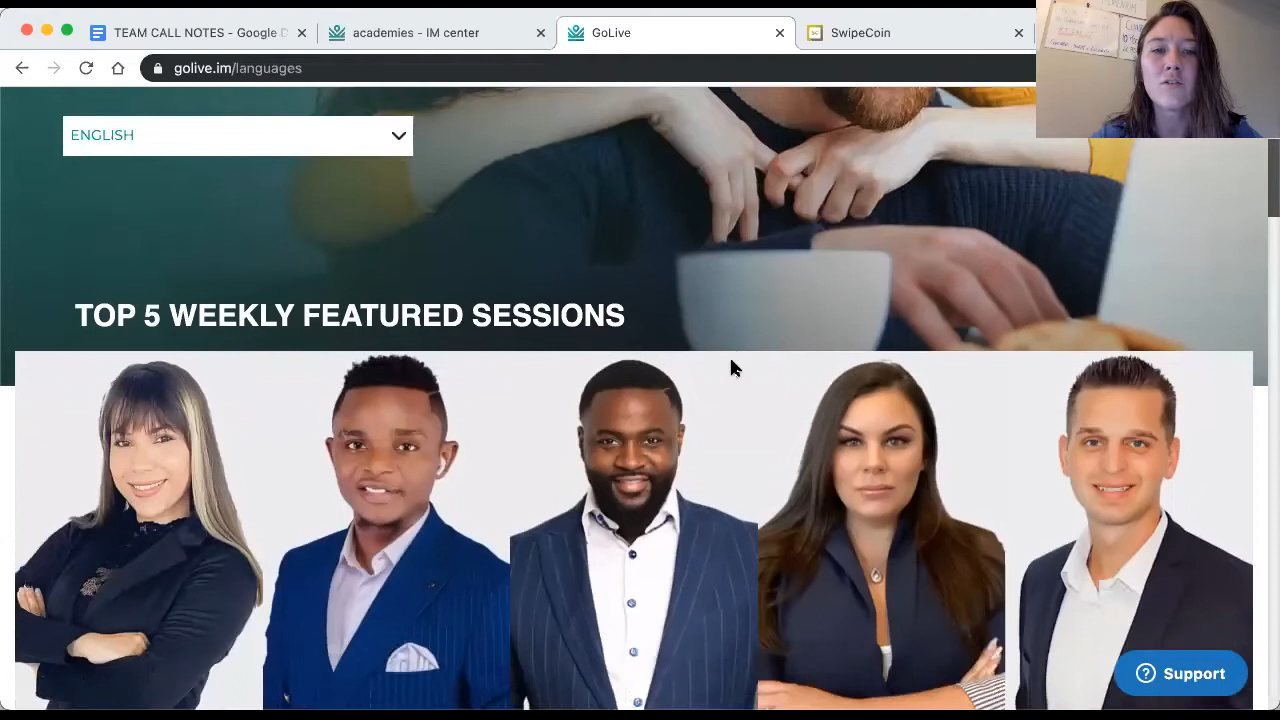 TEAM CALL NOTES - Google D
academies - IM center
GoLive
SwipeCoin
golive.im/languages
ENGLISH
TOP 5 WEEKLY FEATURED SESSIONS
Support